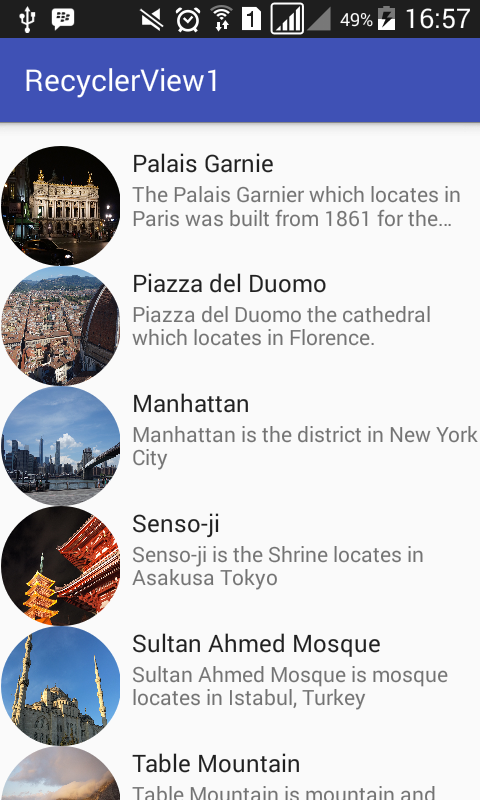 1 49% 16:57
RecyclerView1
Palais Garnie
The Palais Garnier which locates in
Paris was built from 1861 for the…
Piazza del Duomo
Piazza del Duomo the cathedral
which locates in Florence.
Manhattan
Manhattan is the district in New York
City
Senso-ji
Senso-ji is the Shrine locates in
Asakusa Tokyo
Sultan Ahmed Mosque
Sultan Ahmed Mosque is mosque
locates in Istabul, Turkey
Table Mountain
Table Mountain is mountain and